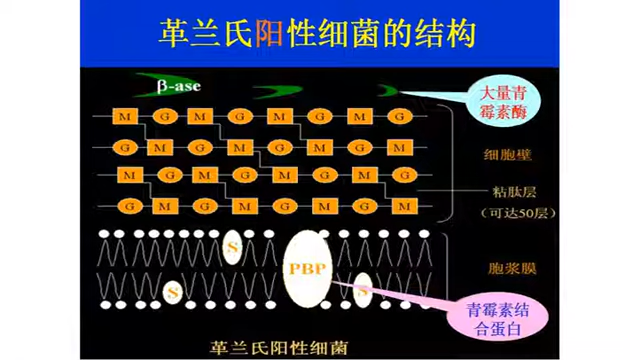 革兰氏阳性细菌的结构
β-ase
大量青
霉素酶
M G M G M G M G
G M G M G M G M
M G M G M G M G
G M G M G M G M
细胞壁
粘肽层
(可达50层)
S
PBP
胞浆膜
S
S
青霉素结
合蛋白
革兰氏阳性细菌